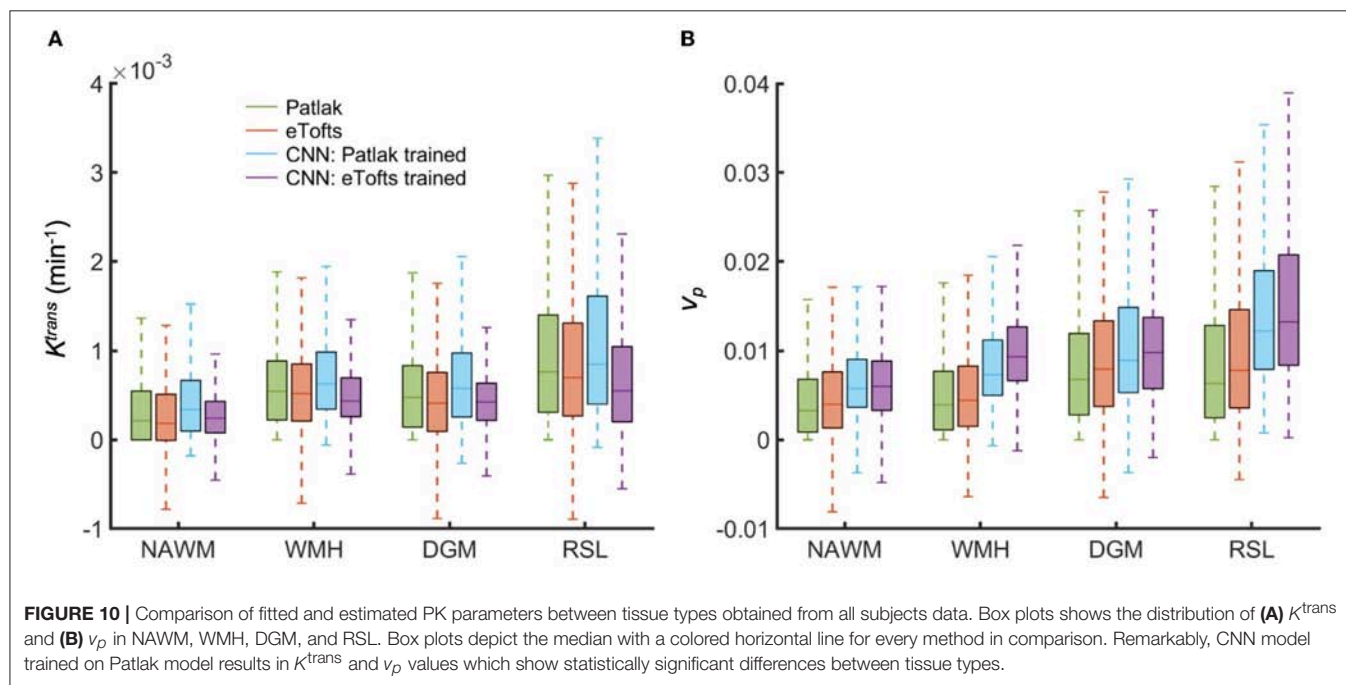 A
×10⁻³
4
3
2
1
0
-1
Kᵗʳᵃⁿˢ (min⁻¹)
Patlak
eTofts
CNN: Patlak trained
CNN: eTofts trained
NAWM WMH DGM RSL
B
0.04
0.03
0.02
0.01
0
-0.01
vₚ
NAWM WMH DGM RSL
FIGURE 10 | Comparison of fitted and estimated PK parameters between tissue types obtained from all subjects data. Box plots shows the distribution of (A) Kᵗʳᵃⁿˢ
and (B) vₚ in NAWM, WMH, DGM, and RSL. Box plots depict the median with a colored horizontal line for every method in comparison. Remarkably, CNN model
trained on Patlak model results in Kᵗʳᵃⁿˢ and vₚ values which show statistically significant differences between tissue types.